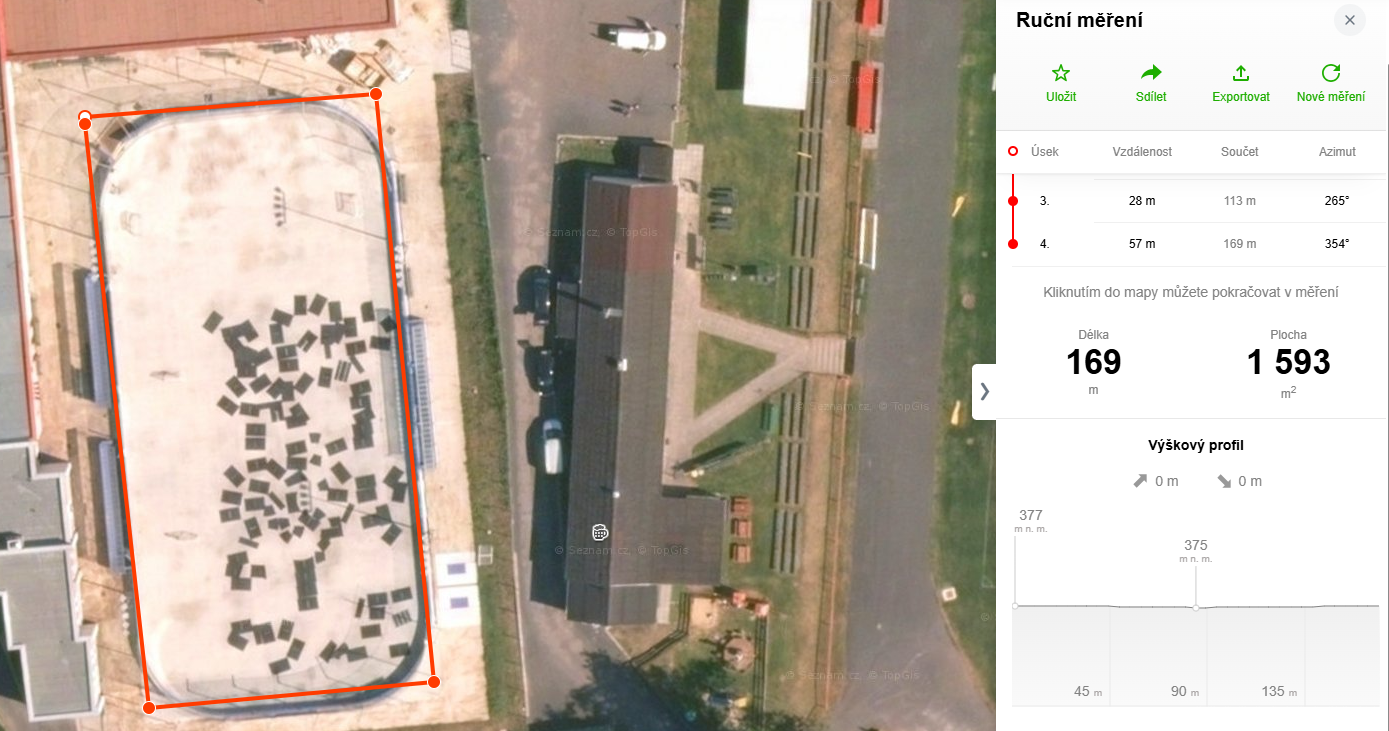 Ruční měření
Uložit
Sdílet
Exportovat
Nové měření
Úsek Vzdálenost Součet Azimut
3. 28 m 113 m 265°
4. 57 m 169 m 354°
Kliknutím do mapy můžete pokračovat v měření
Délka
169
m
Plocha
1 593
m2
Výškový profil
0 m 0 m
377
m n. m.
375
m n. m.
45 m 90 m 135 m
© Seznam.cz, © TopGis
© Seznam.cz, © TopGis
© Seznam.cz, © TopGis
© Seznam.cz, © TopGis